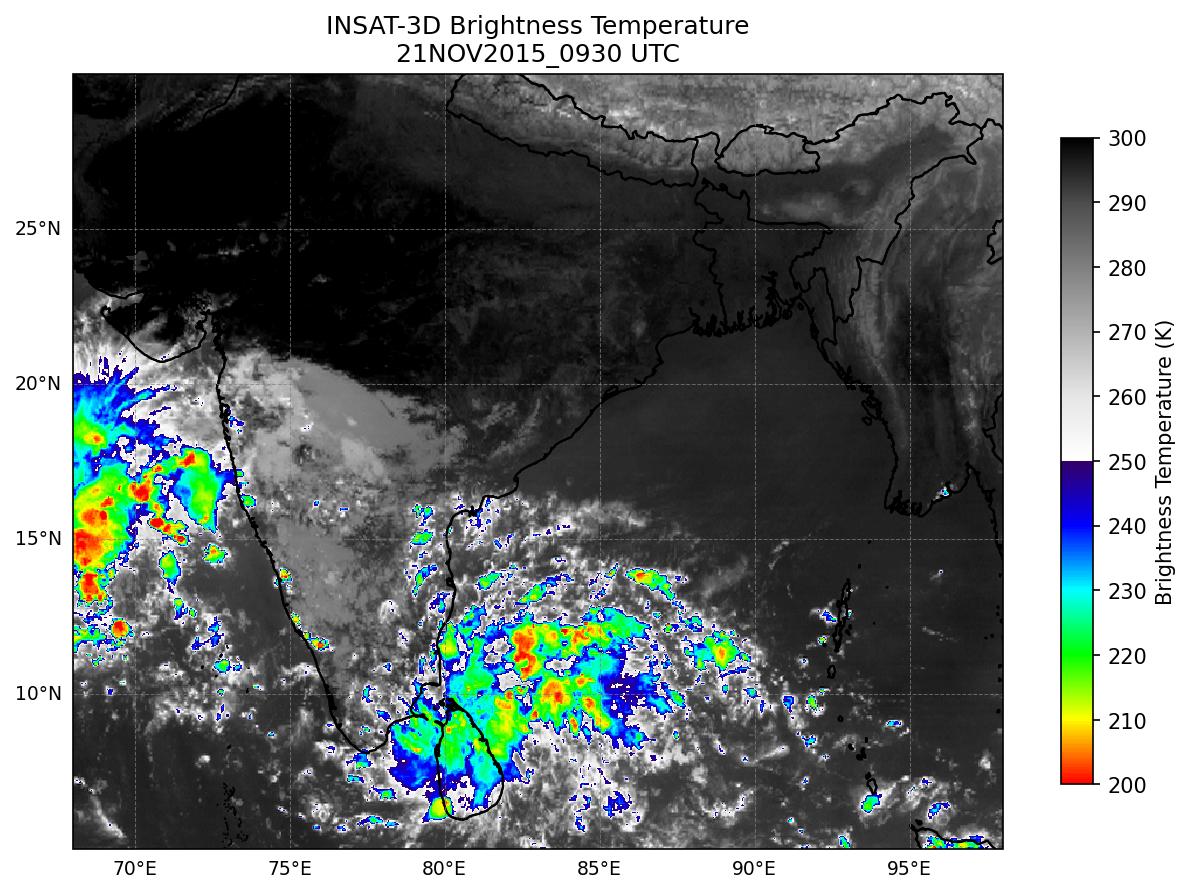 INSAT-3D Brightness Temperature
21NOV2015_0930 UTC
25°N
20°N
15°N
10°N
70°E
75°E
80°E
85°E
90°E
95°E
300
290
280
270
260
250
240
230
220
210
200
Brightness Temperature (K)